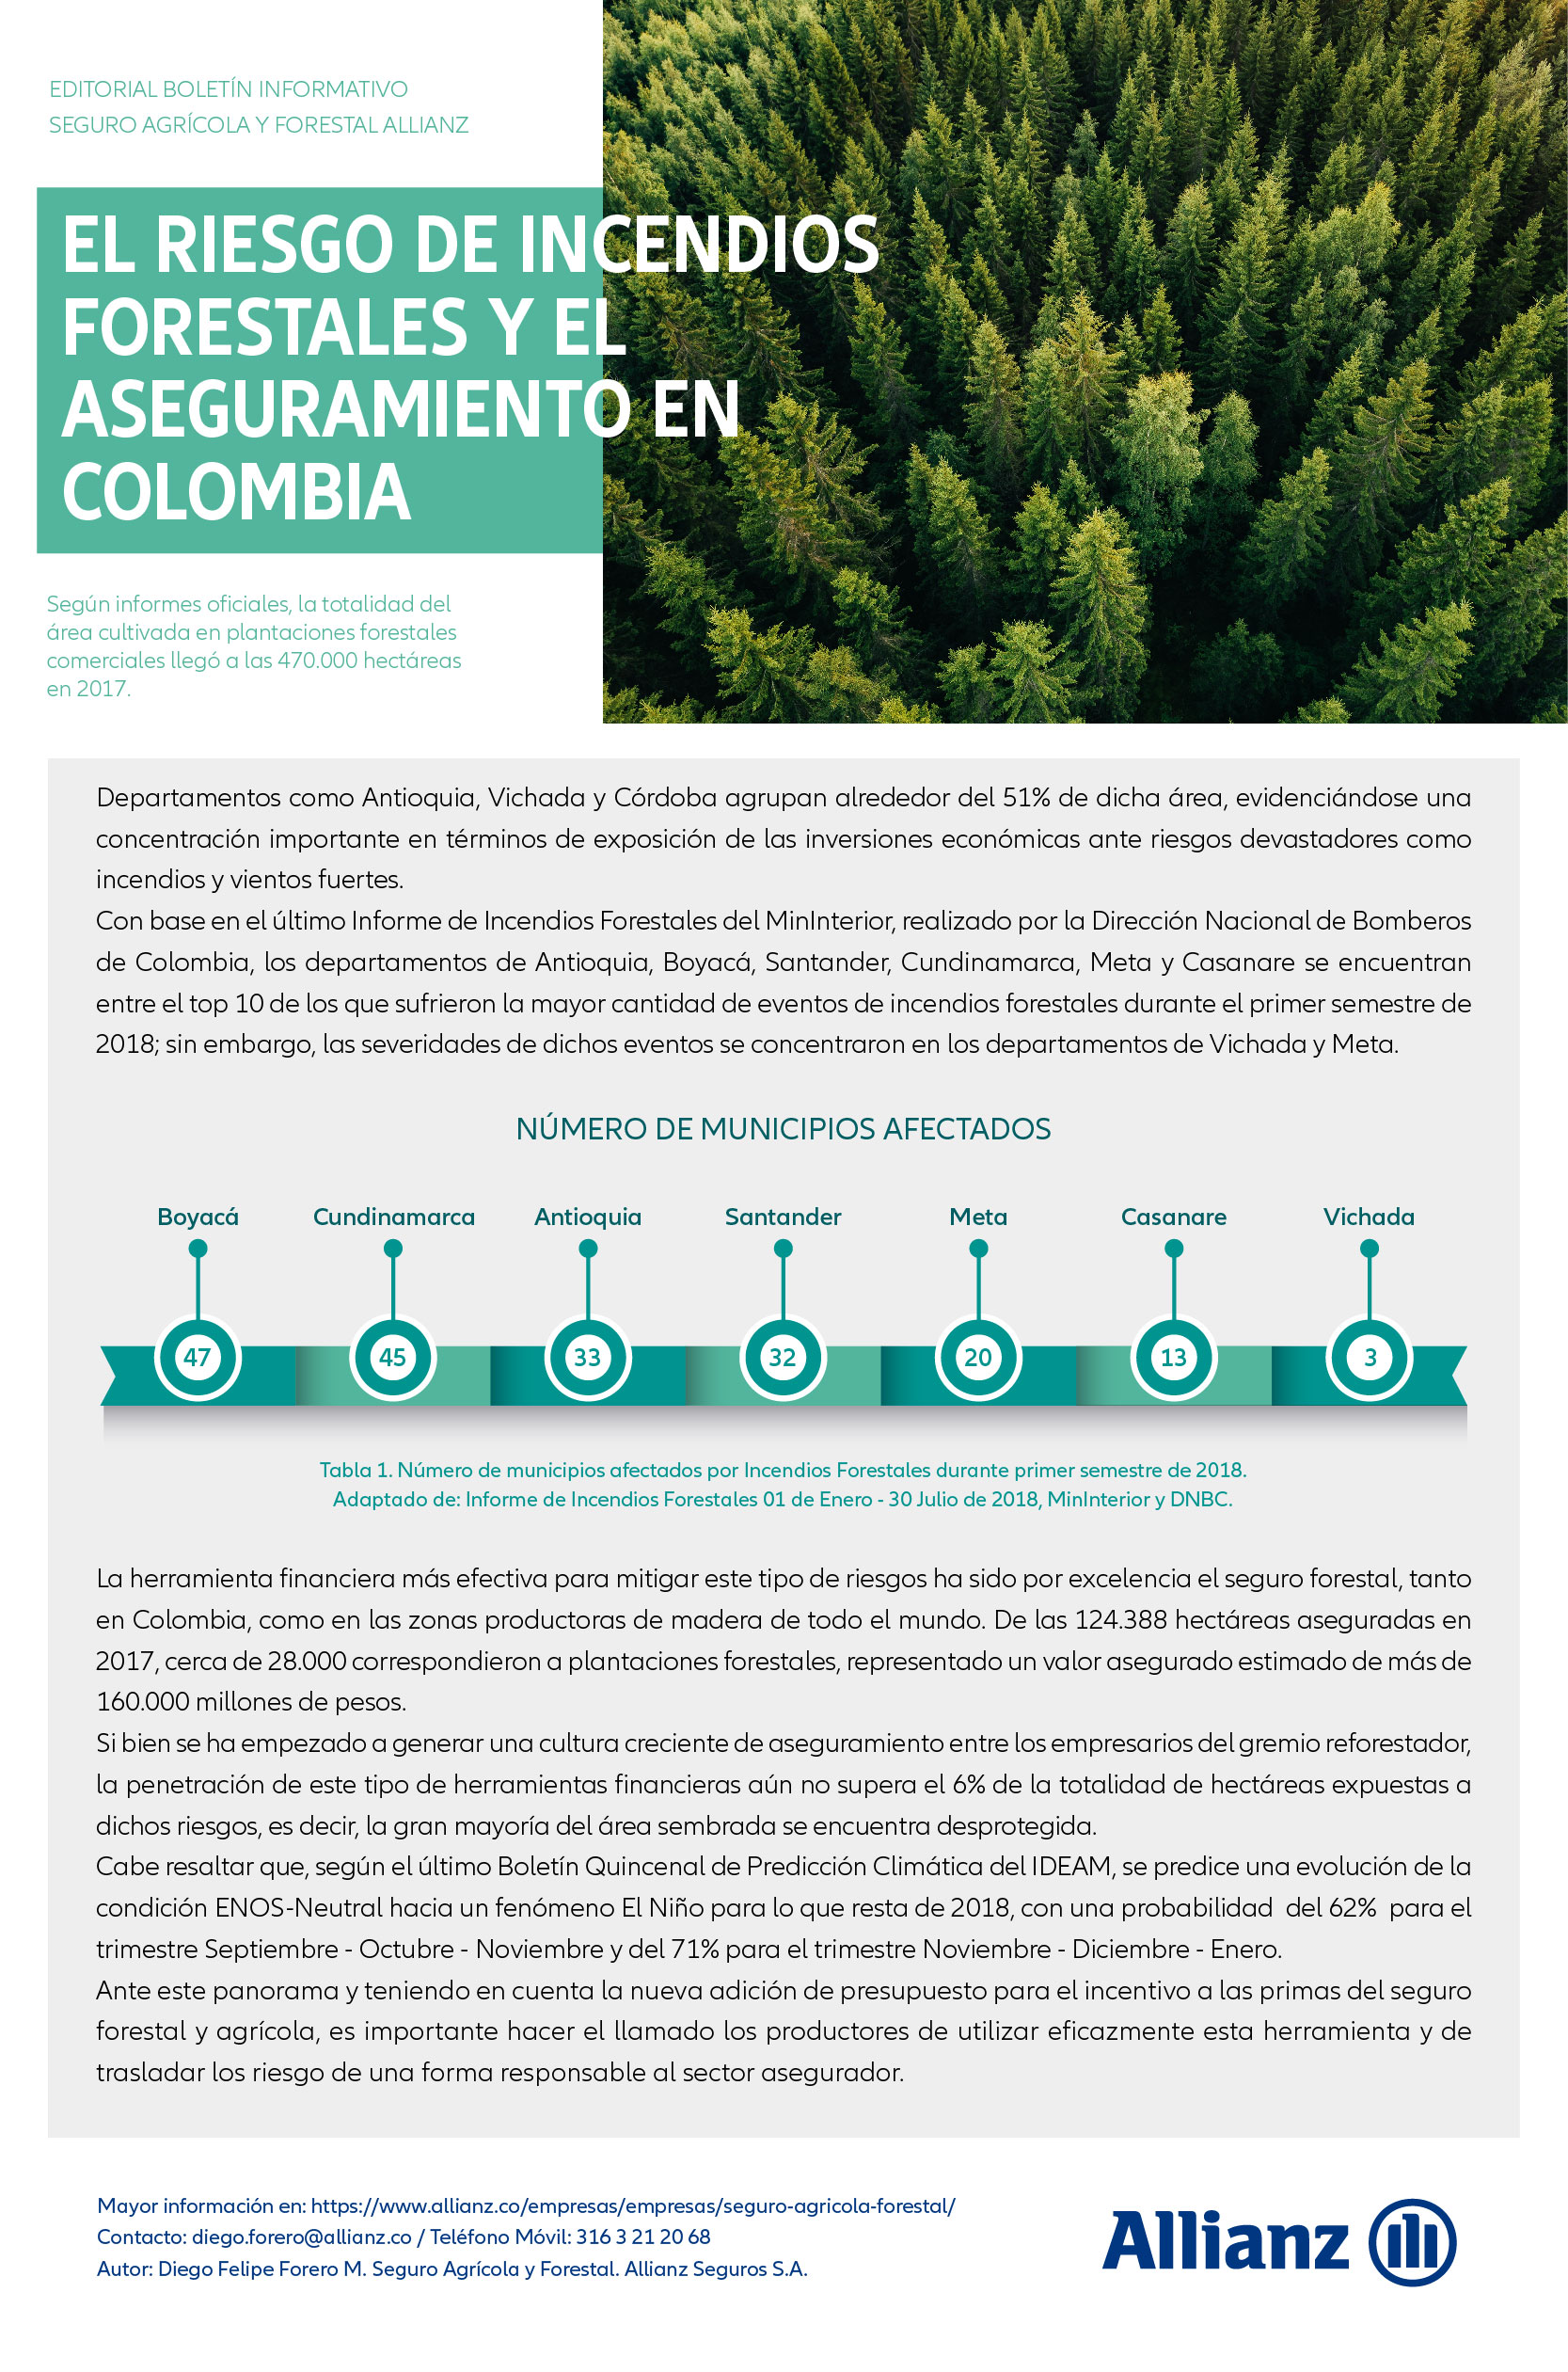 EDITORIAL BOLETÍN INFORMATIVO
SEGURO AGRÍCOLA Y FORESTAL ALLIANZ
EL RIESGO DE INCENDIOS
FORESTALES Y EL
ASEGURAMIENTO EN
COLOMBIA
Según informes oficiales, la totalidad del
área cultivada en plantaciones forestales
comerciales llegó a las 470.000 hectáreas
en 2017.
Departamentos como Antioquia, Vichada y Córdoba agrupan alrededor del 51% de dicha área, evidenciándose una
concentración importante en términos de exposición de las inversiones económicas ante riesgos devastadores como
incendios y vientos fuertes.
Con base en el último Informe de Incendios Forestales del MinInterior, realizado por la Dirección Nacional de Bomberos
de Colombia, los departamentos de Antioquia, Boyacá, Santander, Cundinamarca, Meta y Casanare se encuentran
entre el top 10 de los que sufrieron la mayor cantidad de eventos de incendios forestales durante el primer semestre de
2018; sin embargo, las severidades de dichos eventos se concentraron en los departamentos de Vichada y Meta.
NÚMERO DE MUNICIPIOS AFECTADOS
Boyacá Cundinamarca Antioquia Santander Meta Casanare Vichada
47 45 33 32 20 13 3
Tabla 1. Número de municipios afectados por Incendios Forestales durante primer semestre de 2018.
Adaptado de: Informe de Incendios Forestales 01 de Enero - 30 Julio de 2018, MinInterior y DNBC.
La herramienta financiera más efectiva para mitigar este tipo de riesgos ha sido por excelencia el seguro forestal, tanto
en Colombia, como en las zonas productoras de madera de todo el mundo. De las 124.388 hectáreas aseguradas en
2017, cerca de 28.000 correspondieron a plantaciones forestales, representado un valor asegurado estimado de más de
160.000 millones de pesos.
Si bien se ha empezado a generar una cultura creciente de aseguramiento entre los empresarios del gremio reforestador,
la penetración de este tipo de herramientas financieras aún no supera el 6% de la totalidad de hectáreas expuestas a
dichos riesgos, es decir, la gran mayoría del área sembrada se encuentra desprotegida.
Cabe resaltar que, según el último Boletín Quincenal de Predicción Climática del IDEAM, se predice una evolución de la
condición ENOS-Neutral hacia un fenómeno El Niño para lo que resta de 2018, con una probabilidad del 62% para el
trimestre Septiembre - Octubre - Noviembre y del 71% para el trimestre Noviembre - Diciembre - Enero.
Ante este panorama y teniendo en cuenta la nueva adición de presupuesto para el incentivo a las primas del seguro
forestal y agrícola, es importante hacer el llamado los productores de utilizar eficazmente esta herramienta y de
trasladar los riesgo de una forma responsable al sector asegurador.
Mayor información en: https://www.allianz.co/empresas/empresas/seguro-agricola-forestal/
Contacto: diego.forero@allianz.co / Teléfono Móvil: 316 3 21 20 68
Autor: Diego Felipe Forero M. Seguro Agrícola y Forestal. Allianz Seguros S.A.
Allianz